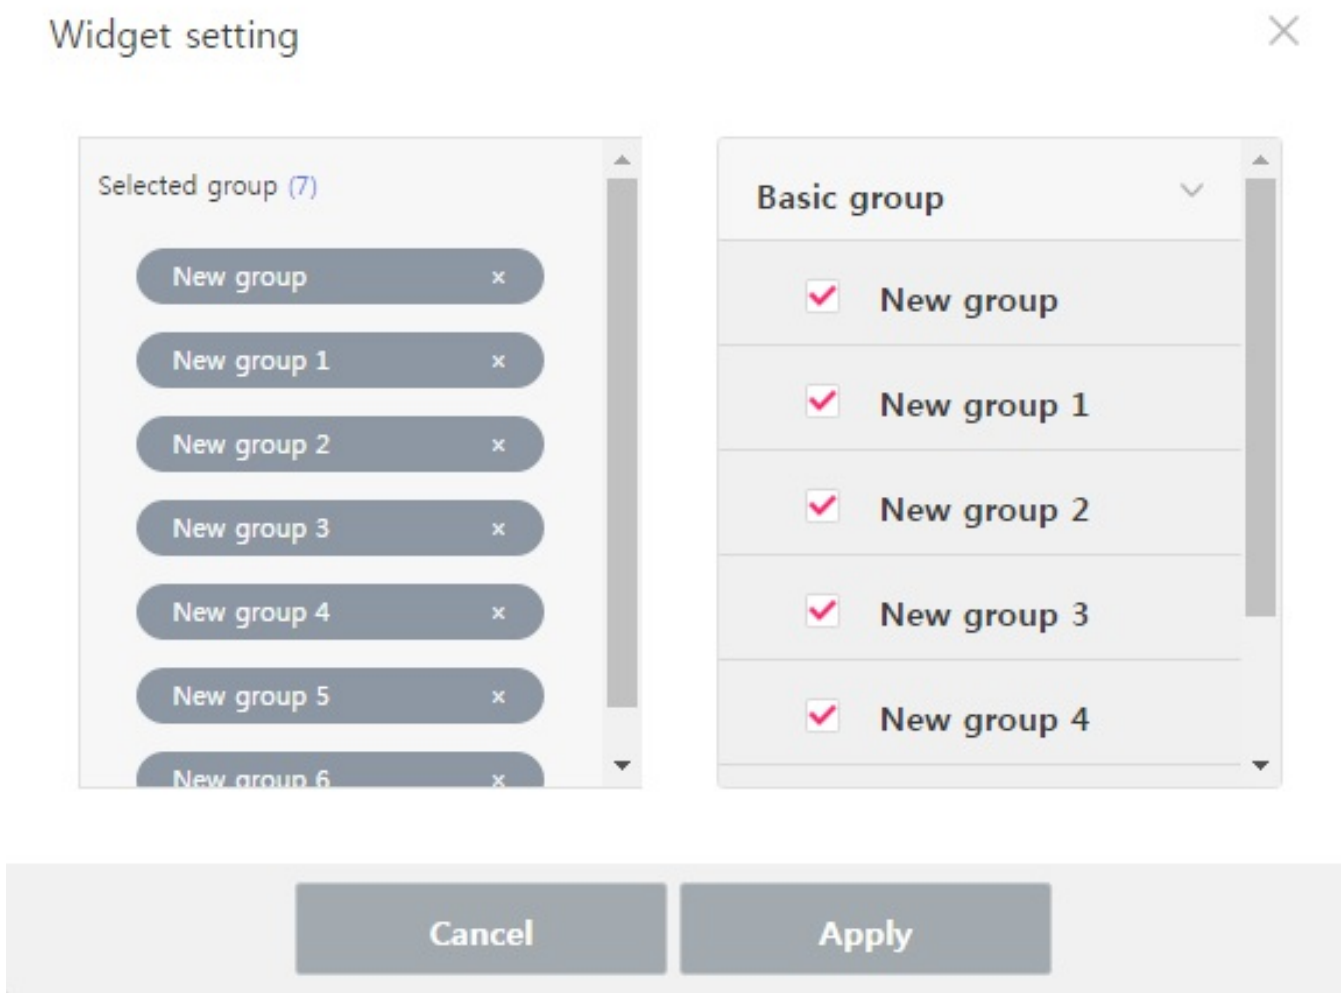 Widget setting
Selected group (7)
New group
New group 1
New group 2
New group 3
New group 4
New group 5
New group 6
Basic group
New group
New group 1
New group 2
New group 3
New group 4
Cancel
Apply